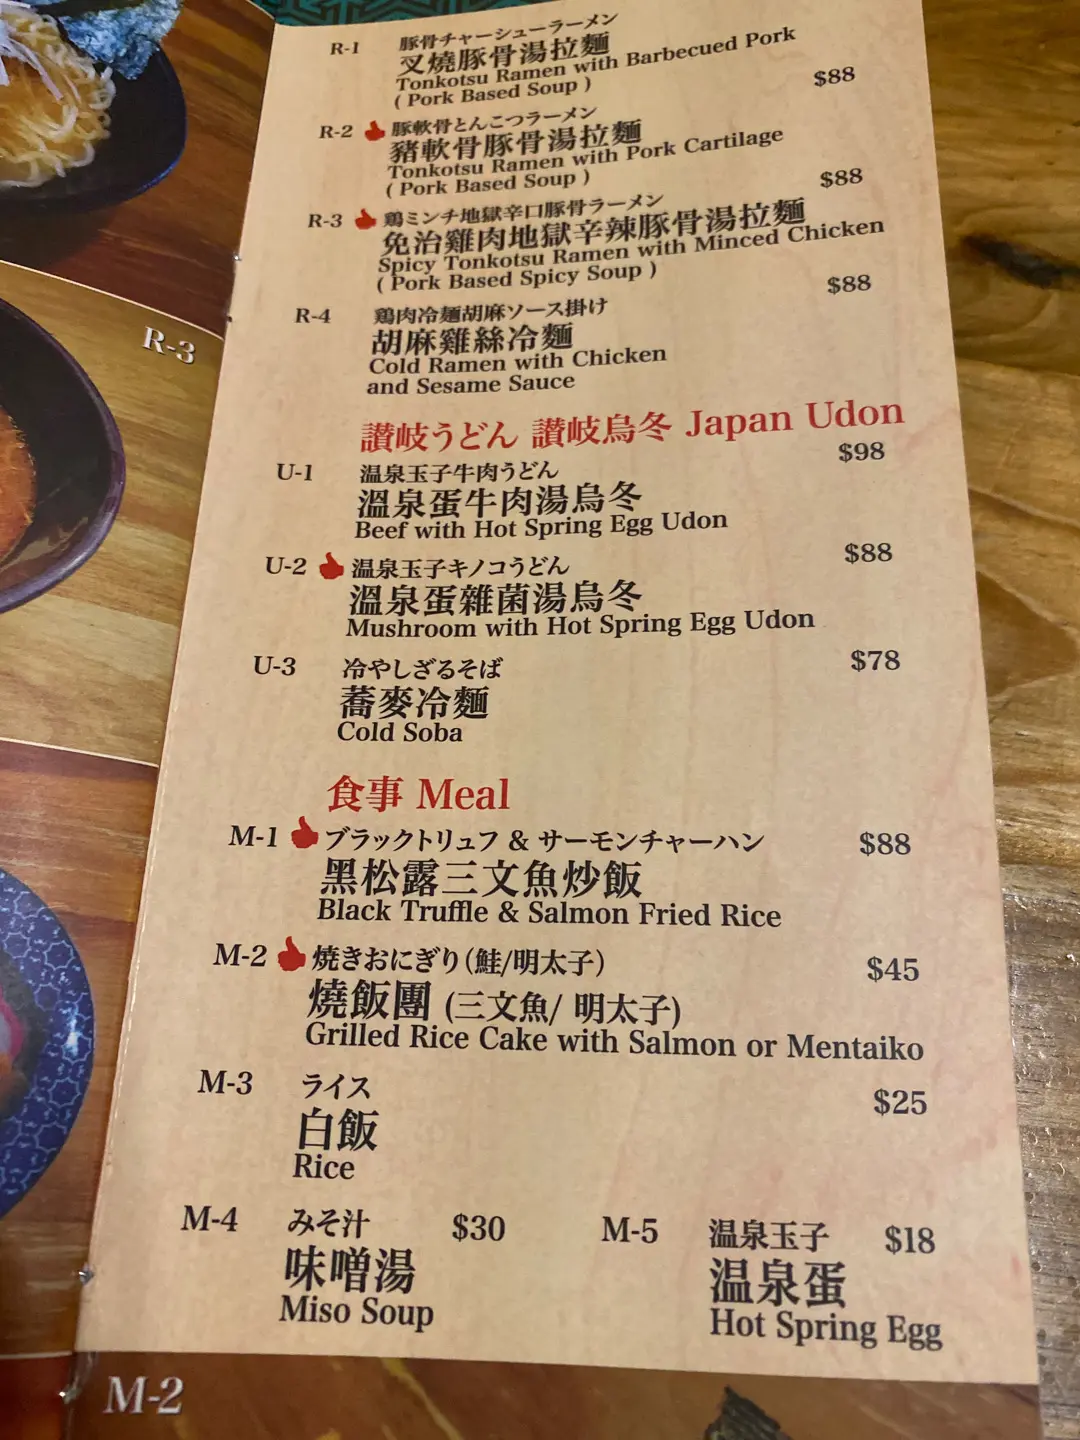 R-1 豚骨チャーシューラーメン
叉燒豚骨湯拉麵
Tonkotsu Ramen with Barbecued Pork
( Pork Based Soup )
$88
R-2 豚軟骨とんこつラーメン
豬軟骨豚骨湯拉麵
Tonkotsu Ramen with Pork Cartilage
( Pork Based Soup )
$88
R-3 鶏ミンチ地獄辛口豚骨ラーメン
免治雞肉地獄辛辣豚骨湯拉麵
Spicy Tonkotsu Ramen with Minced Chicken
( Pork Based Spicy Soup )
$88
R-4 鶏肉冷麺胡麻ソース掛け
胡麻雞絲冷麵
Cold Ramen with Chicken
and Sesame Sauce
讃岐うどん 讃岐烏冬 Japan Udon
U-1 温泉玉子牛肉うどん $98
溫泉蛋牛肉湯烏冬
Beef with Hot Spring Egg Udon
U-2 温泉玉子キノコうどん $88
溫泉蛋雜菌湯烏冬
Mushroom with Hot Spring Egg Udon
U-3 冷やしざるそば $78
蕎麥冷麵
Cold Soba
食事 Meal
M-1 ブラックトリュフ & サーモンチャーハン $88
黑松露三文魚炒飯
Black Truffle & Salmon Fried Rice
M-2 焼きおにぎり(鮭/明太子) $45
燒飯團 (三文魚/ 明太子)
Grilled Rice Cake with Salmon or Mentaiko
M-3 ライス $25
白飯
Rice
M-4 みそ汁 $30
味噌湯
Miso Soup
M-5 温泉玉子 $18
温泉蛋
Hot Spring Egg
R-3
M-2